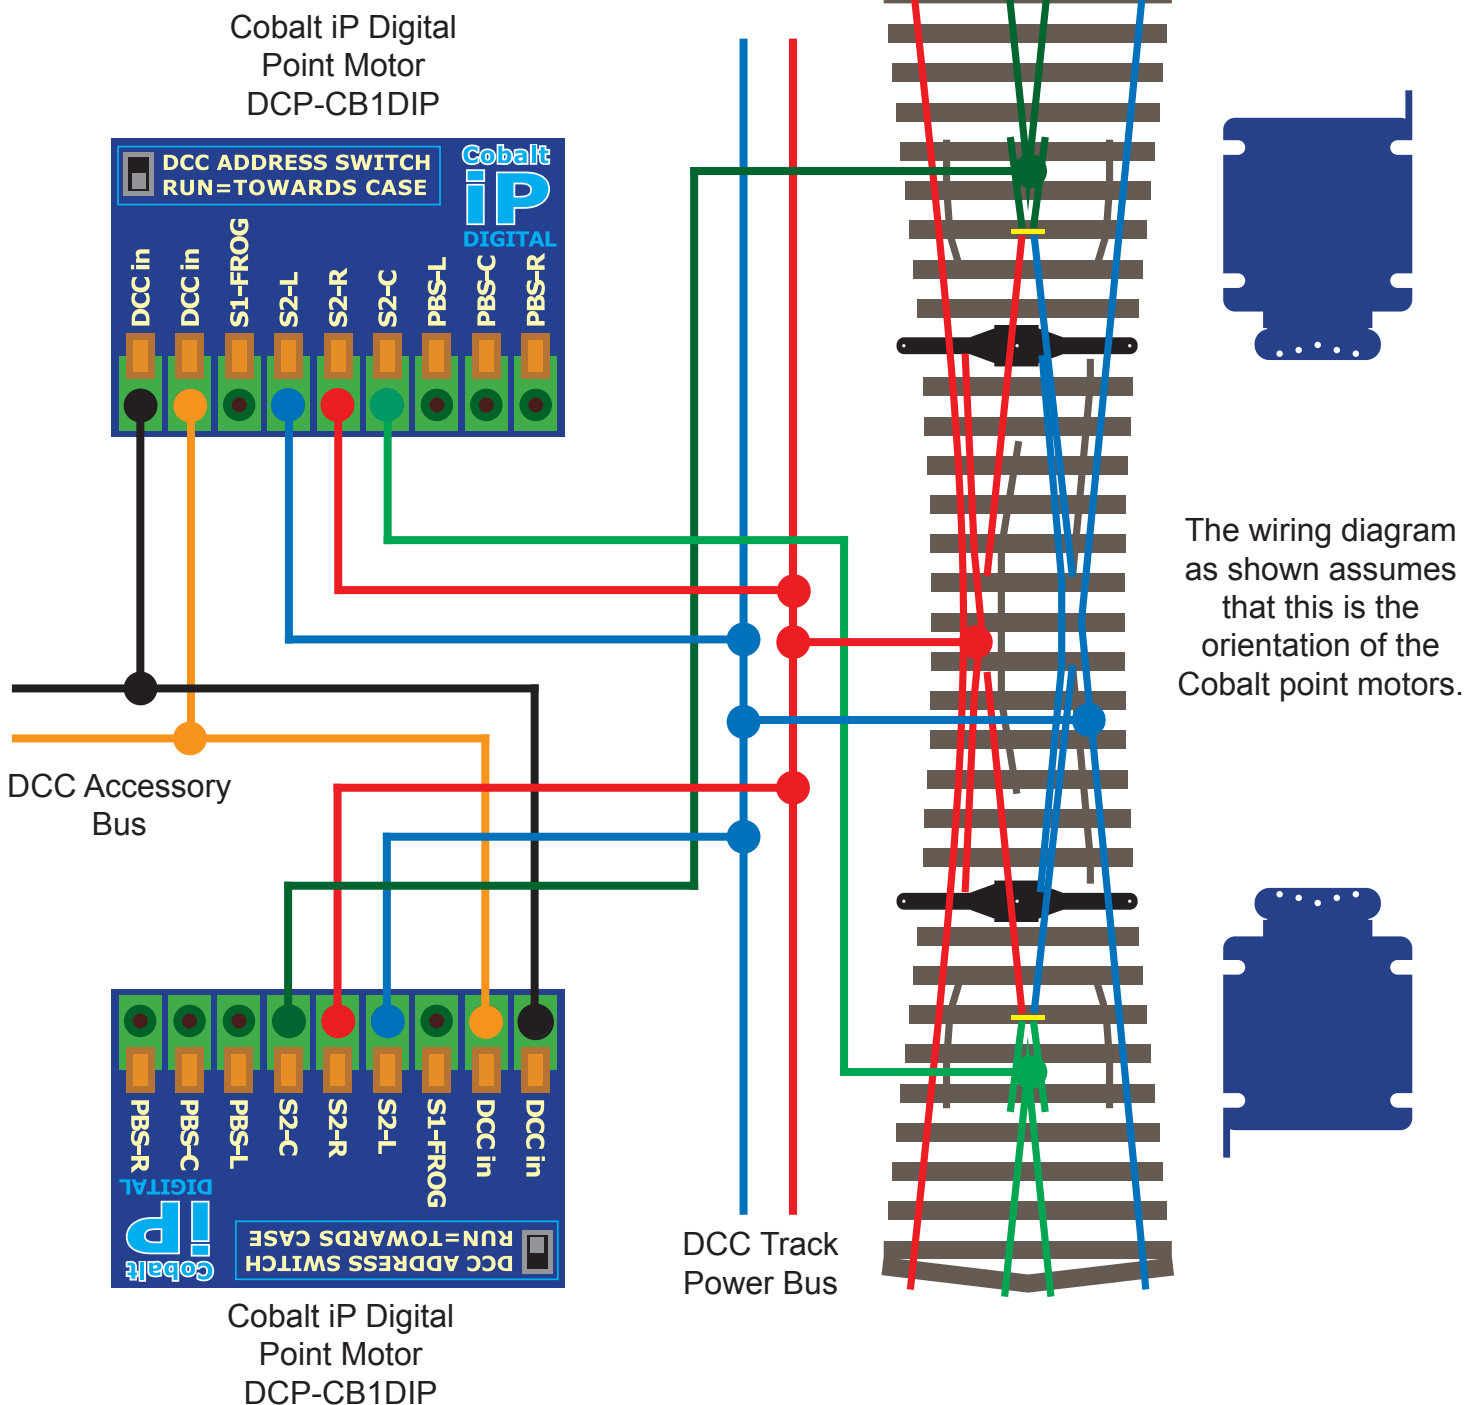 Cobalt iP Digital
Point Motor
DCP-CB1DIP
DCC ADDRESS SWITCH
RUN=TOWARDS CASE
Cobalt
iP
DIGITAL
DCC in
DCC in
S1-FROG
S2-L
S2-R
S2-C
PBS-L
PBS-C
PBS-R
The wiring diagram
as shown assumes
that this is the
orientation of the
Cobalt point motors.
DCC Accessory
Bus
PBS-R
PBS-C
PBS-L
S2-C
S2-R
S2-L
S1-FROG
DCC in
DCC in
DCC ADDRESS SWITCH
RUN=TOWARDS CASE
Cobalt
iP
DIGITAL
DCC Track
Power Bus
Cobalt iP Digital
Point Motor
DCP-CB1DIP